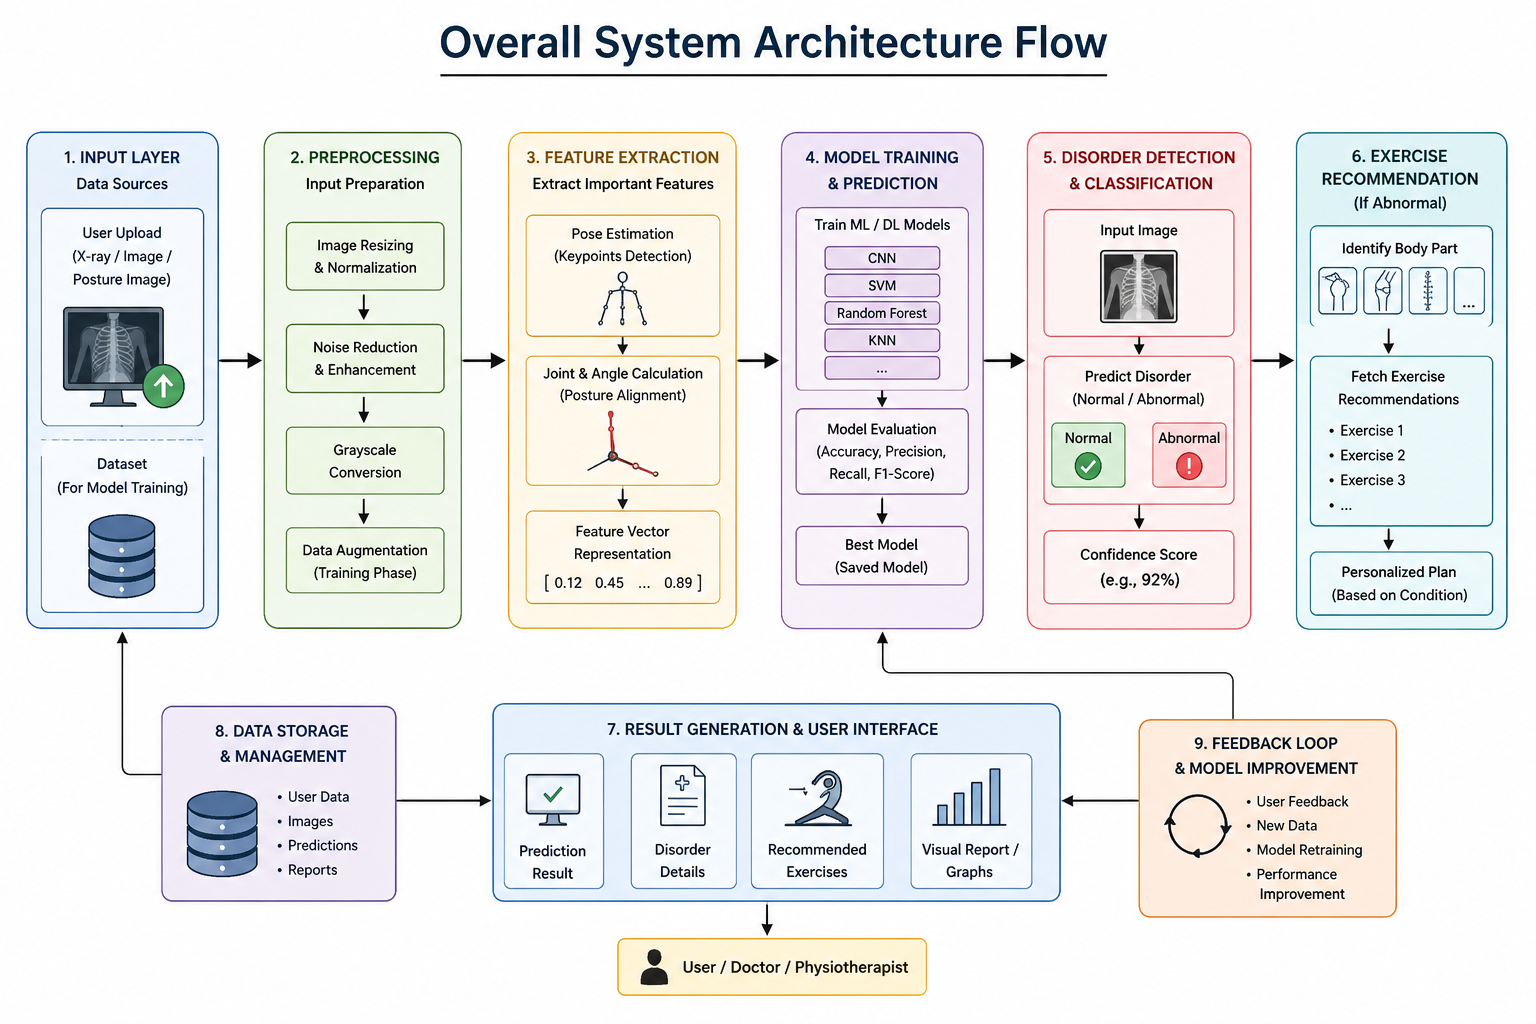 Overall System Architecture Flow
1. INPUT LAYER
Data Sources
User Upload
(X-ray / Image /
Posture Image)
Dataset
(For Model Training)
2. PREPROCESSING
Input Preparation
Image Resizing
& Normalization
Noise Reduction
& Enhancement
Grayscale
Conversion
Data Augmentation
(Training Phase)
3. FEATURE EXTRACTION
Extract Important Features
Pose Estimation
(Keypoints Detection)
Joint & Angle Calculation
(Posture Alignment)
Feature Vector
Representation
[ 0.12 0.45 ... 0.89 ]
4. MODEL TRAINING
& PREDICTION
Train ML / DL Models
CNN
SVM
Random Forest
KNN
...
Model Evaluation
(Accuracy, Precision,
Recall, F1-Score)
Best Model
(Saved Model)
5. DISORDER DETECTION
& CLASSIFICATION
Input Image
Predict Disorder
(Normal / Abnormal)
Normal
Abnormal
Confidence Score
(e.g., 92%)
6. EXERCISE
RECOMMENDATION
(If Abnormal)
Identify Body Part
...
Fetch Exercise
Recommendations
• Exercise 1
• Exercise 2
• Exercise 3
• ...
Personalized Plan
(Based on Condition)
8. DATA STORAGE
& MANAGEMENT
• User Data
• Images
• Predictions
• Reports
7. RESULT GENERATION & USER INTERFACE
Prediction
Result
Disorder
Details
Recommended
Exercises
Visual Report /
Graphs
9. FEEDBACK LOOP
& MODEL IMPROVEMENT
• User Feedback
• New Data
• Model Retraining
• Performance
Improvement
User / Doctor / Physiotherapist